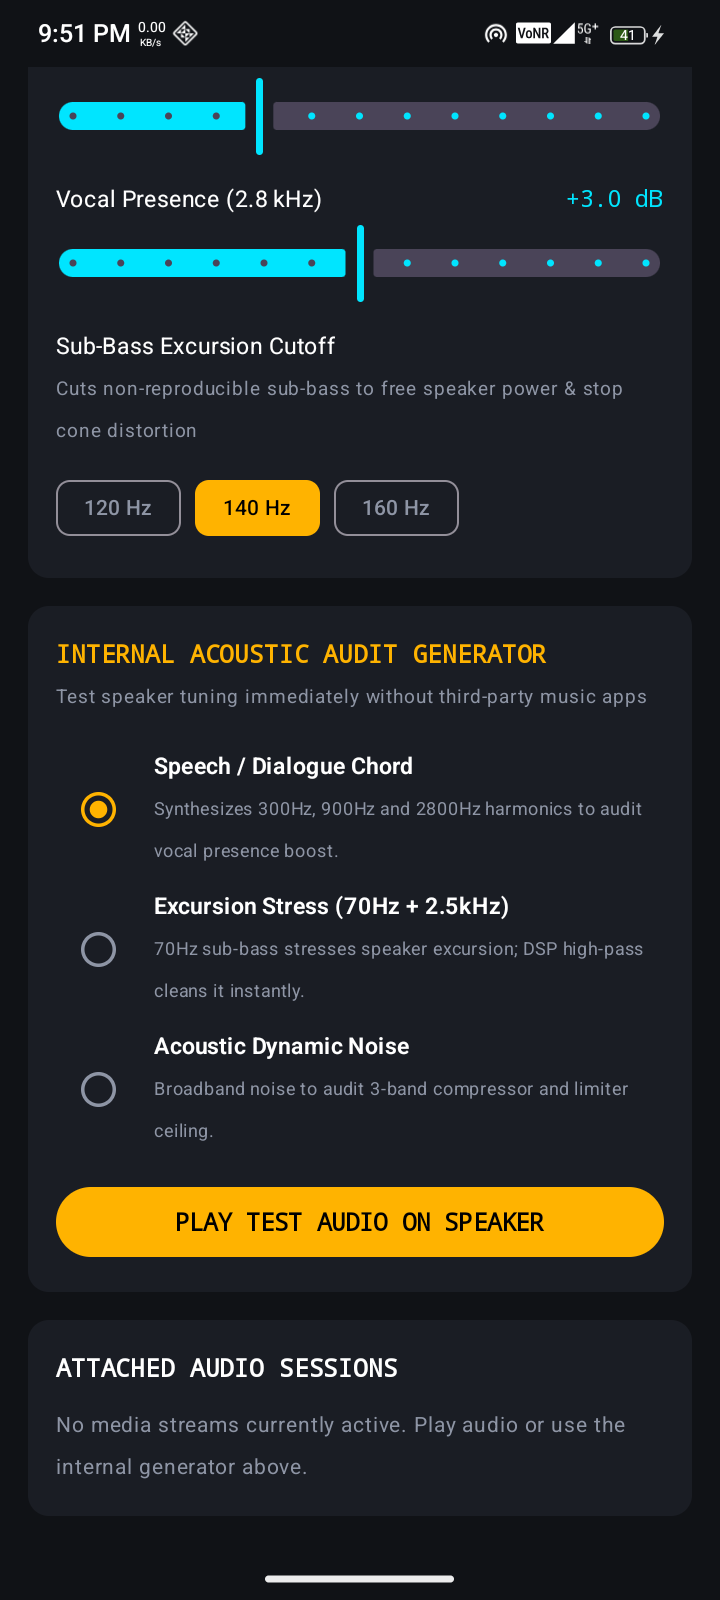 9:51 PM 0.00 KB/s VoNR 5G+ 41
Vocal Presence (2.8 kHz) +3.0 dB
Sub-Bass Excursion Cutoff
Cuts non-reproducible sub-bass to free speaker power & stop
cone distortion
120 Hz 140 Hz 160 Hz
INTERNAL ACOUSTIC AUDIT GENERATOR
Test speaker tuning immediately without third-party music apps
Speech / Dialogue Chord
Synthesizes 300Hz, 900Hz and 2800Hz harmonics to audit
vocal presence boost.
Excursion Stress (70Hz + 2.5kHz)
70Hz sub-bass stresses speaker excursion; DSP high-pass
cleans it instantly.
Acoustic Dynamic Noise
Broadband noise to audit 3-band compressor and limiter
ceiling.
PLAY TEST AUDIO ON SPEAKER
ATTACHED AUDIO SESSIONS
No media streams currently active. Play audio or use the
internal generator above.